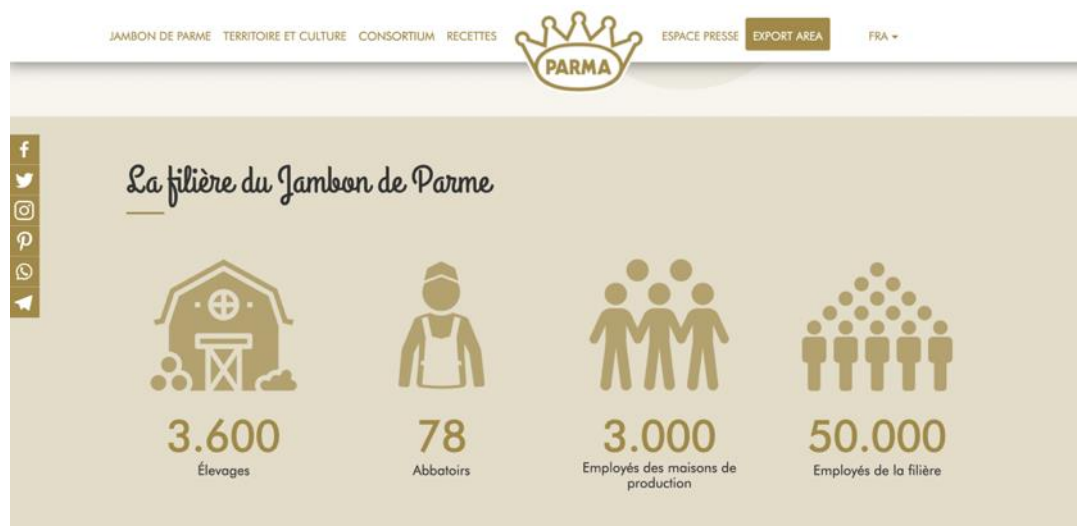 JAMBON DE PARME TERRITOIRE ET CULTURE CONSORTIUM RECETTES PARMA ESPACE PRESSE EXPORT AREA FRA
La filière du Jambon de Parme
3.600 78 3.000 50.000
Élevages Abbatoirs Employés des maisons de Employés de la filière
production